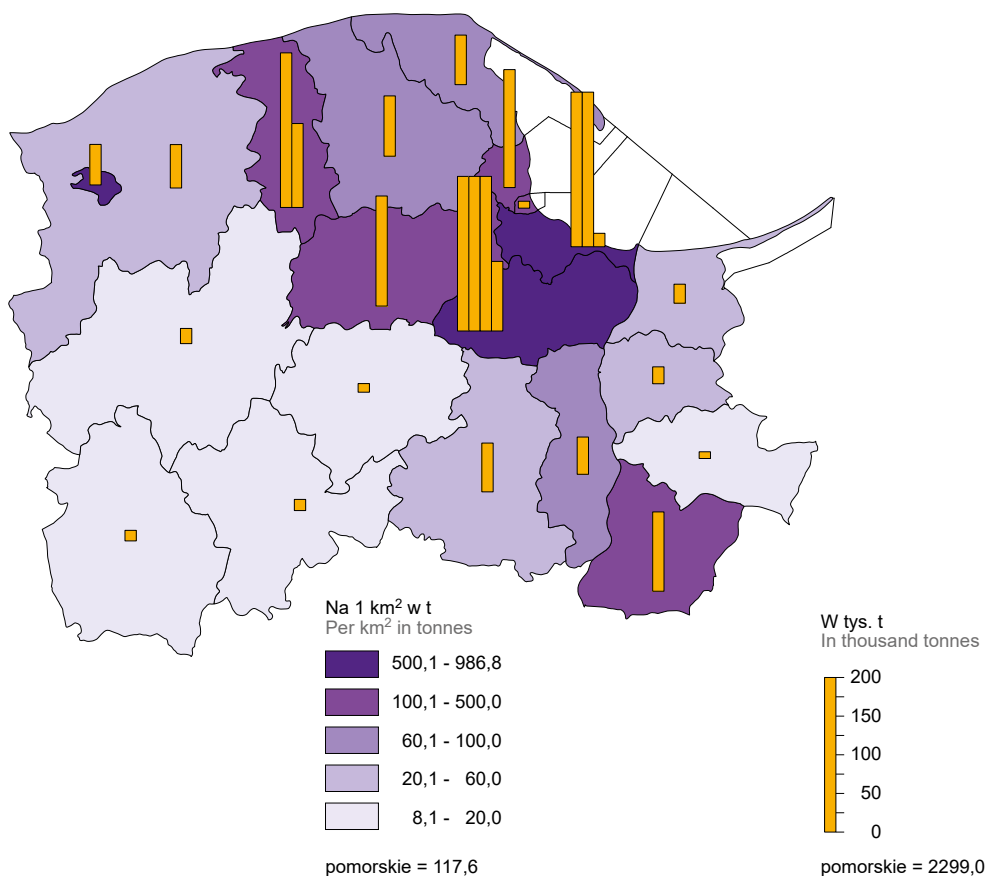 Na 1 km² w t
Per km² in tonnes
500,1 - 986,8
100,1 - 500,0
60,1 - 100,0
20,1 - 60,0
8,1 - 20,0
pomorskie = 117,6
W tys. t
In thousand tonnes
200
150
100
50
0
pomorskie = 2299,0